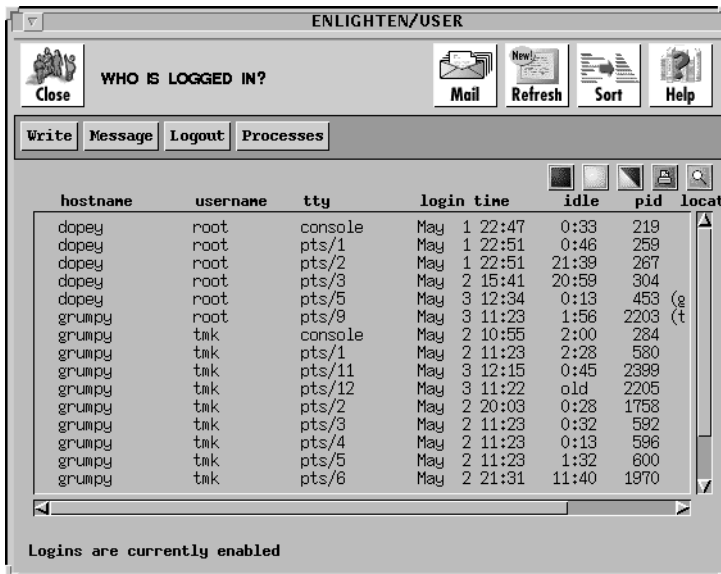 ENLIGHTEN/USER
Close
WHO IS LOGGED IN?
Mail
New!
Refresh
Sort
Help
Write Message Logout Processes
hostname username tty login time idle pid locat
dopey root console May 1 22:47 0:33 219
dopey root pts/1 May 1 22:51 0:46 259
dopey root pts/2 May 1 22:51 21:39 267
dopey root pts/3 May 2 15:41 20:59 304
dopey root pts/5 May 3 12:34 0:13 453 (g
grumpy root pts/9 May 3 11:23 1:56 2203 (t
grumpy tmk console May 2 10:55 2:00 284
grumpy tmk pts/1 May 2 11:23 2:28 580
grumpy tmk pts/11 May 3 12:15 0:45 2399
grumpy tmk pts/12 May 3 11:22 old 2205
grumpy tmk pts/2 May 2 20:03 0:28 1758
grumpy tmk pts/3 May 2 11:23 0:32 592
grumpy tmk pts/4 May 2 11:23 0:13 596
grumpy tmk pts/5 May 2 11:23 1:32 600
grumpy tmk pts/6 May 2 21:31 11:40 1970
Logins are currently enabled